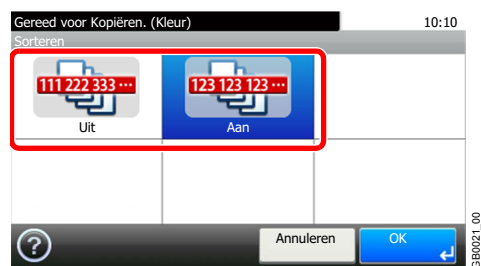 Gereed voor Kopiëren. (Kleur) 10:10
Sorteren
111 222 333 ··· 123 123 123 ···
Uit Aan
? Annuleren OK
GB0021_00